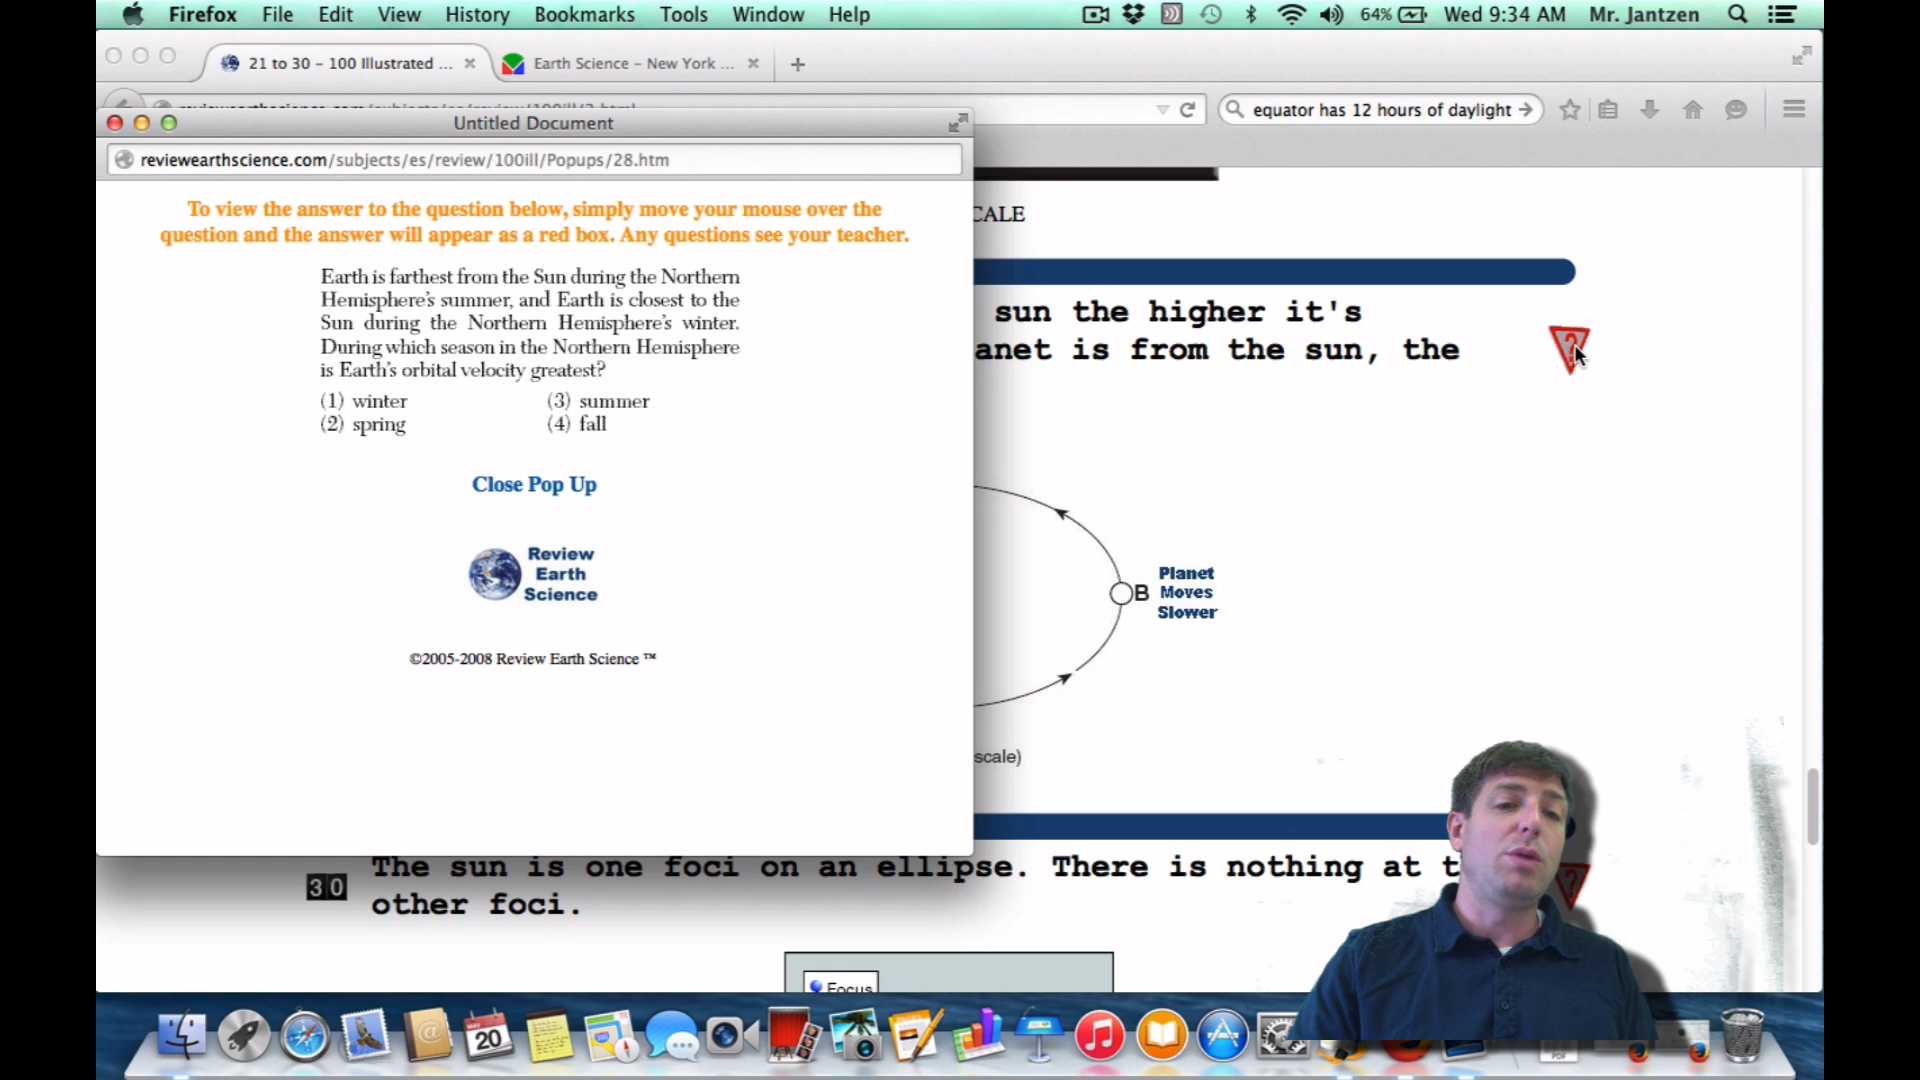 Firefox File Edit View History Bookmarks Tools Window Help 64% Wed 9:34 AM Mr. Jantzen
21 to 30 – 100 Illustrated ... Earth Science – New York ...
equator has 12 hours of daylight
Untitled Document
reviewearthscience.com/subjects/es/review/100ill/Popups/28.htm
To view the answer to the question below, simply move your mouse over the
question and the answer will appear as a red box. Any questions see your teacher.
Earth is farthest from the Sun during the Northern
Hemisphere's summer, and Earth is closest to the
Sun during the Northern Hemisphere's winter.
During which season in the Northern Hemisphere
is Earth's orbital velocity greatest?
(1) winter (3) summer
(2) spring (4) fall
Close Pop Up
Review
Earth
Science
©2005-2008 Review Earth Science ™
CALE
sun the higher it's
anet is from the sun, the
?
B
Planet
Moves
Slower
scale)
30
The sun is one foci on an ellipse. There is nothing at t
other foci.
Focus
MAY
20
PAGES
PDF